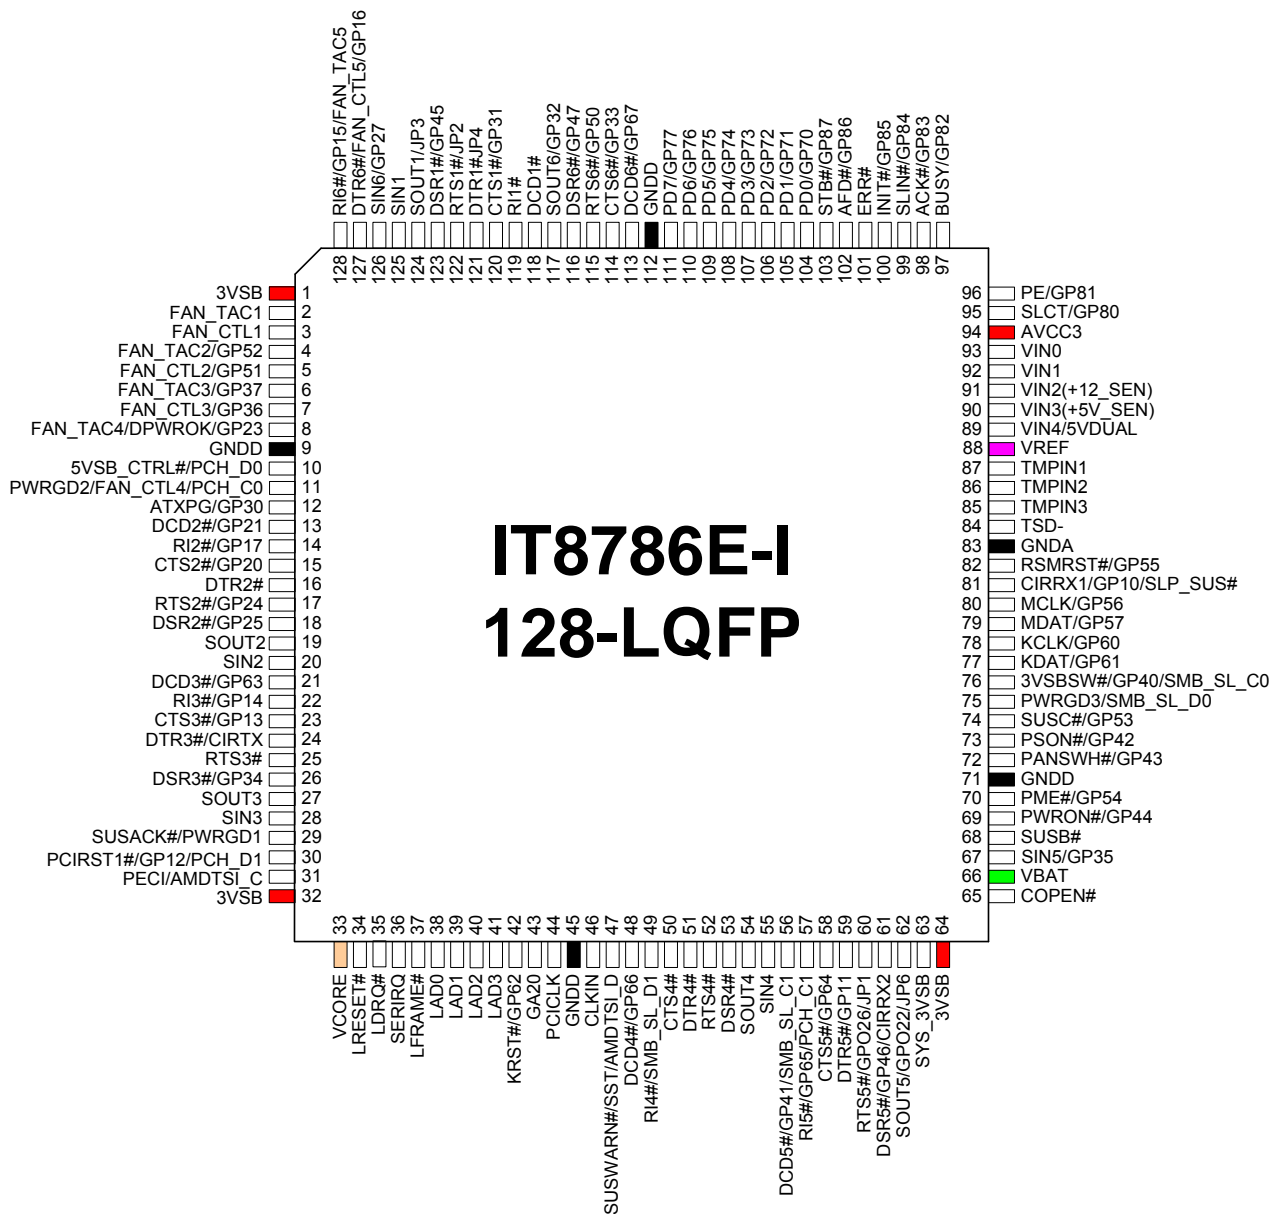 RI6#/GP15/FAN_TAC5
DTR6#/FAN_CTL5/GP16
SIN6/GP27
SIN1
SOUT1/JP3
DSR1#/GP45
RTS1#/JP2
DTR1#JP4
CTS1#/GP31
RI1#
DCD1#
SOUT6/GP32
DSR6#/GP47
RTS6#/GP50
CTS6#/GP33
DCD6#/GP67
GNDD
PD7/GP77
PD6/GP76
PD5/GP75
PD4/GP74
PD3/GP73
PD2/GP72
PD1/GP71
PD0/GP70
STB#/GP87
AFD#/GP86
ERR#
INIT#/GP85
SLIN#/GP84
ACK#/GP83
BUSY/GP82
128
127
126
125
124
123
122
121
120
119
118
117
116
115
114
113
112
111
110
109
108
107
106
105
104
103
102
101
100
99
98
97
3VSB 1
FAN_TAC1 2
FAN_CTL1 3
FAN_TAC2/GP52 4
FAN_CTL2/GP51 5
FAN_TAC3/GP37 6
FAN_CTL3/GP36 7
FAN_TAC4/DPWROK/GP23 8
GNDD 9
5VSB_CTRL#/PCH_D0 10
PWRGD2/FAN_CTL4/PCH_C0 11
ATXPG/GP30 12
DCD2#/GP21 13
RI2#/GP17 14
CTS2#/GP20 15
DTR2# 16
RTS2#/GP24 17
DSR2#/GP25 18
SOUT2 19
SIN2 20
DCD3#/GP63 21
RI3#/GP14 22
CTS3#/GP13 23
DTR3#/CIRTX 24
RTS3# 25
DSR3#/GP34 26
SOUT3 27
SIN3 28
SUSACK#/PWRGD1 29
PCIRST1#/GP12/PCH_D1 30
PECI/AMDTSI_C 31
3VSB 32
IT8786E-I
128-LQFP
96 PE/GP81
95 SLCT/GP80
94 AVCC3
93 VIN0
92 VIN1
91 VIN2(+12_SEN)
90 VIN3(+5V_SEN)
89 VIN4/5VDUAL
88 VREF
87 TMPIN1
86 TMPIN2
85 TMPIN3
84 TSD-
83 GNDA
82 RSMRST#/GP55
81 CIRRX1/GP10/SLP_SUS#
80 MCLK/GP56
79 MDAT/GP57
78 KCLK/GP60
77 KDAT/GP61
76 3VSBSW#/GP40/SMB_SL_C0
75 PWRGD3/SMB_SL_D0
74 SUSC#/GP53
73 PSON#/GP42
72 PANSWH#/GP43
71 GNDD
70 PME#/GP54
69 PWRON#/GP44
68 SUSB#
67 SIN5/GP35
66 VBAT
65 COPEN#
33
34
35
36
37
38
39
40
41
42
43
44
45
46
47
48
49
50
51
52
53
54
55
56
57
58
59
60
61
62
63
64
VCORE
LRESET#
LDRQ#
SERIRQ
LFRAME#
LAD0
LAD1
LAD2
LAD3
KRST#/GP62
GA20
PCICLK
GNDD
CLKIN
SUSWARN#/SST/AMDTSI_D
DCD4#/GP66
RI4#/SMB_SL_D1
CTS4#
DTR4#
RTS4#
DSR4#
SOUT4
SIN4
DCD5#/GP41/SMB_SL_C1
RI5#/GP65/PCH_C1
CTS5#/GP64
DTR5#/GP11
RTS5#/GPO26/JP1
DSR5#/GP46/CIRRX2
SOUT5/GPO22/JP6
SYS_3VSB
3VSB